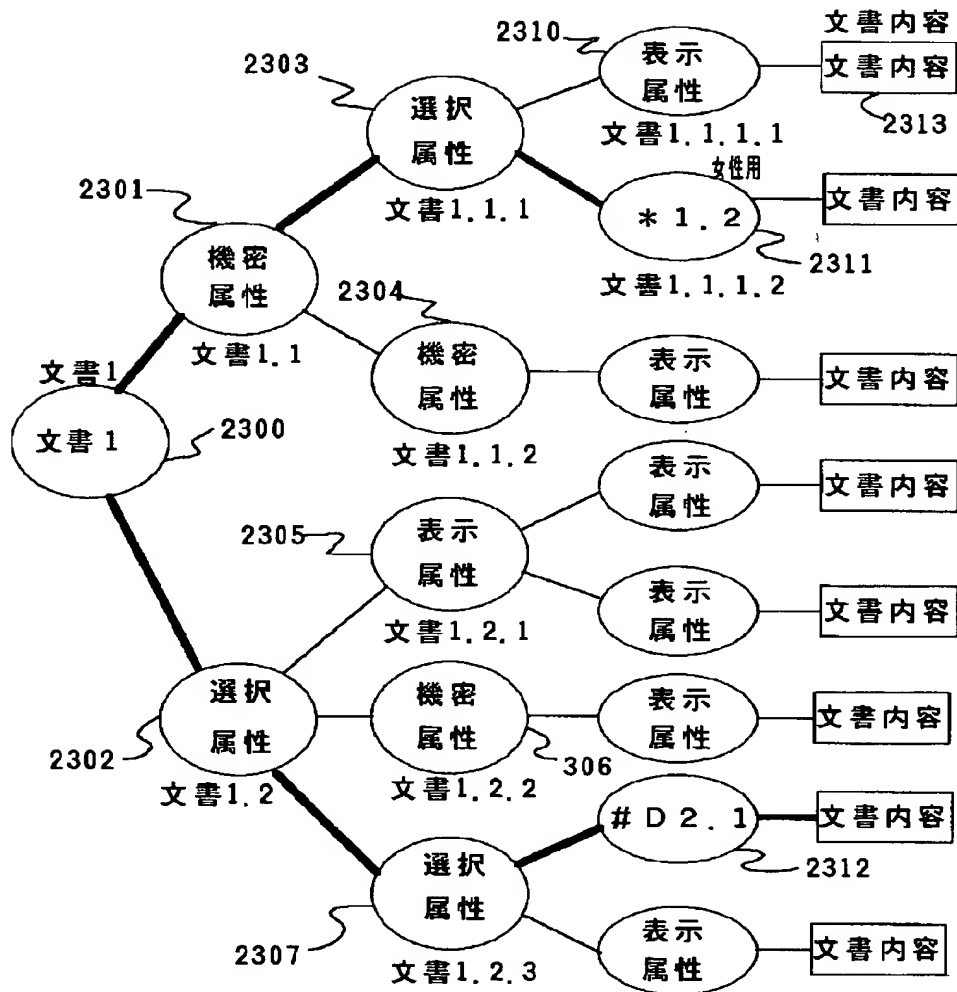 文書内容
2310
表示
属性
文書内容
2303
選択
属性
2313
文書1.1.1.1
女性用
2301
文書1.1.1
*1.2
文書内容
2311
機密
属性
文書1.1.1.2
2304
文書1.1
機密
属性
表示
属性
文書内容
文書1
文書1
2300
文書1.1.2
表示
属性
文書内容
2305
表示
属性
文書1.2.1
表示
属性
文書内容
選択
属性
2302
文書1.2
機密
属性
306
文書1.2.2
表示
属性
文書内容
#D2.1
文書内容
2312
選択
属性
2307
文書1.2.3
表示
属性
文書内容